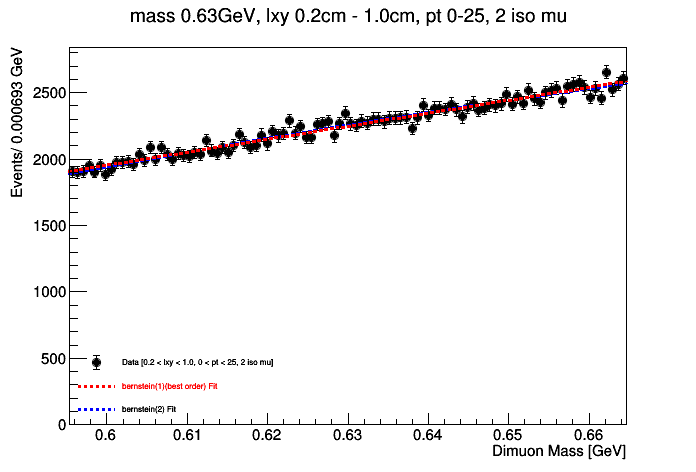 mass 0.63GeV, lxy 0.2cm - 1.0cm, pt 0-25, 2 iso mu
Events/ 0.000693 GeV
2500
2000
1500
1000
500
0
Data [0.2 < lxy < 1.0, 0 < pt < 25, 2 iso mu]
bernstein(1)(best order) Fit
bernstein(2) Fit
0.6 0.61 0.62 0.63 0.64 0.65 0.66
Dimuon Mass [GeV]